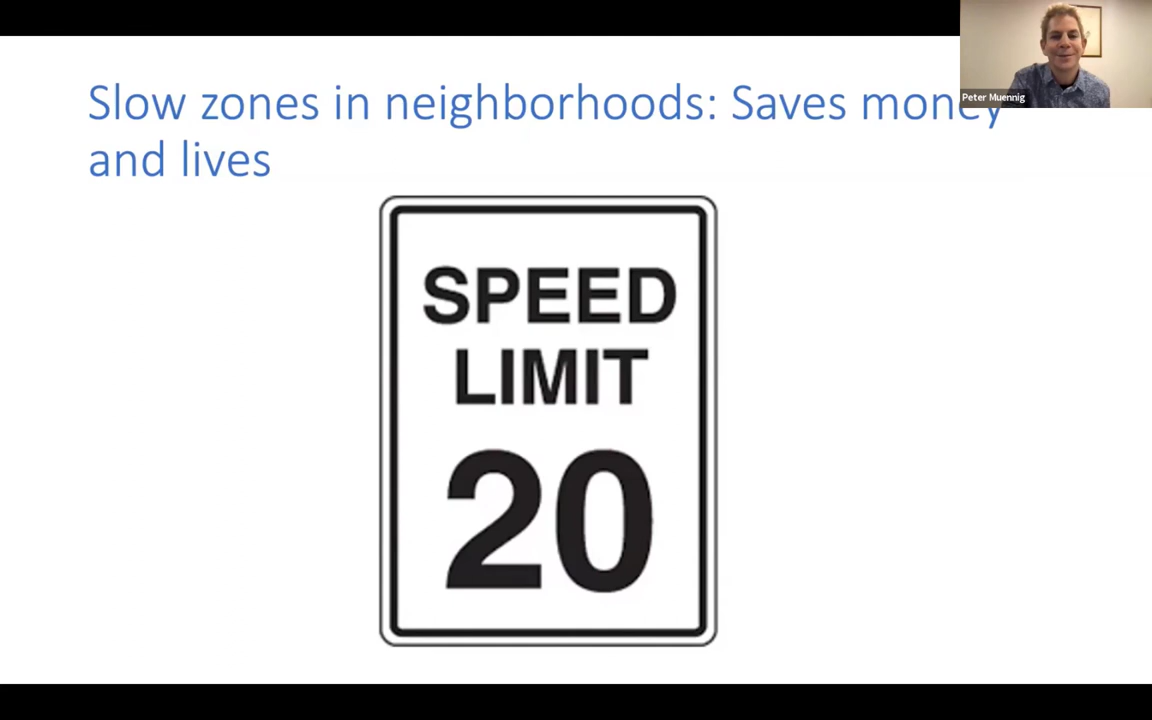 Slow zones in neighborhoods: Saves money
and lives
Peter Muennig
SPEED
LIMIT
20